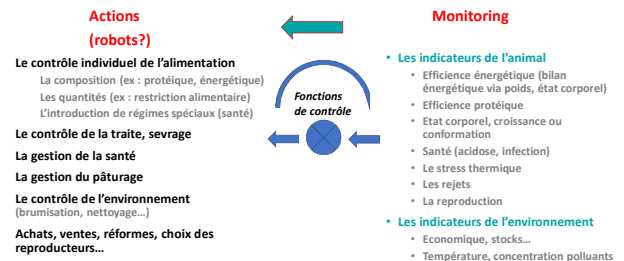 Actions
(robots?)
Le contrôle individuel de l'alimentation
La composition (ex : protéique, énergétique)
Les quantités (ex : restriction alimentaire)
L'introduction de régimes spéciaux (santé)
Le contrôle de la traite, sevrage
La gestion de la santé
La gestion du pâturage
Le contrôle de l'environnement
(brumisation, nettoyage…)
Achats, ventes, réformes, choix des
reproducteurs…
Fonctions
de contrôle
Monitoring
• Les indicateurs de l'animal
• Efficience énergétique (bilan
énergétique via poids, état corporel)
• Efficience protéique
• Etat corporel, croissance ou
conformation
• Santé (acidose, infection)
• Le stress thermique
• Les rejets
• La reproduction
• Les indicateurs de l'environnement
• Economique, stocks…
• Température, concentration polluants